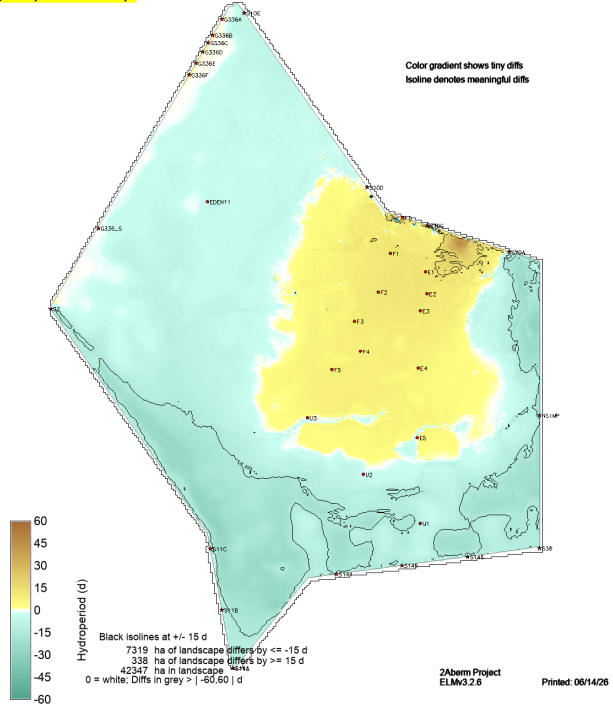 S10E
G336A
G336B
G336C
G336D
G336E
G336F
Color gradient shows tiny diffs
Isoline denotes meaningful diffs
S10D
EDEN11
G336_S
S10A
F1
E1
F2
E2
E3
F3
F4
F5
E4
S7
U3
NS1MP
E5
U2
U1
S38
S11C
S11B
60
45
30
15
0
-15
-30
-45
-60
Hydroperiod (d)
Black isolines at +/- 15 d
7319 ha of landscape differs by <= -15 d
338 ha of landscape differs by >= 15 d
42347 ha in landscape
0 = white; Diffs in grey > | -60,60 | d
2Aberm Project
ELMv3.2.6
Printed: 06/14/26